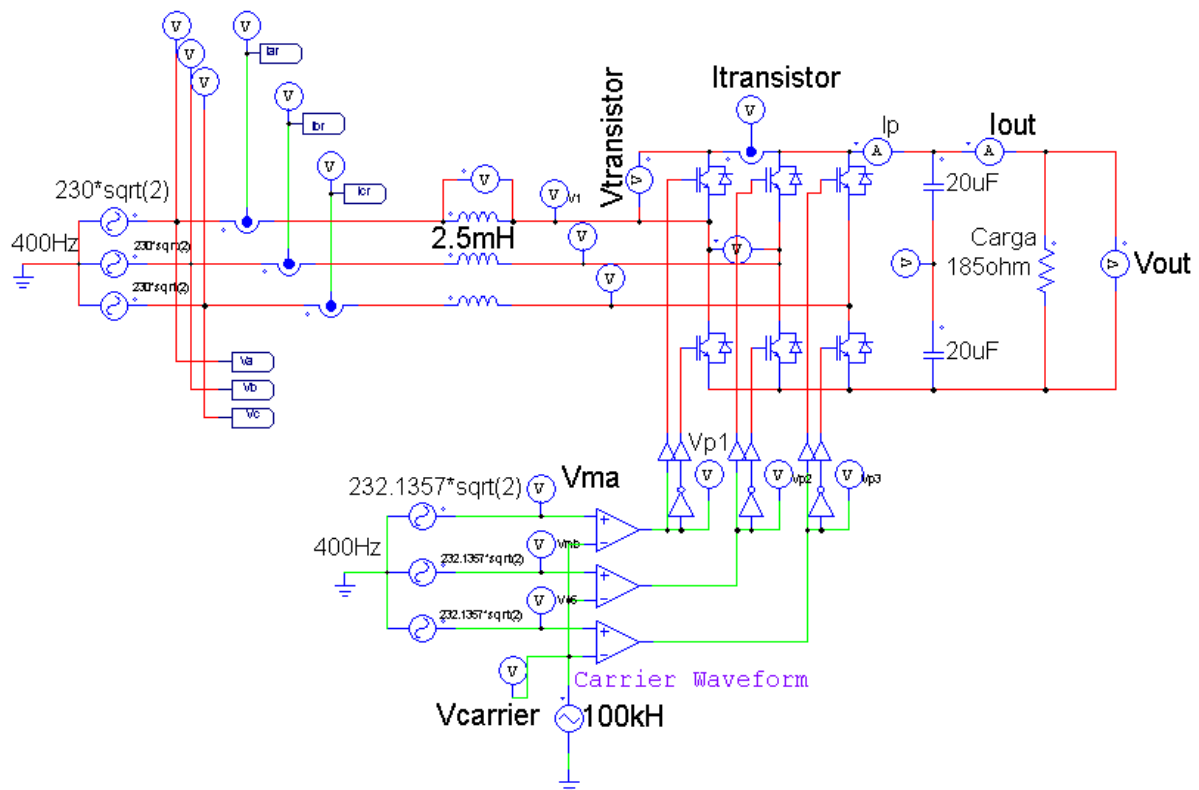 V
V
V
V
Iar
V
Ibr
V
Icr
230*sqrt(2)
400Hz
230*sqrt(2)
230*sqrt(2)
V
2.5mH
V
V1
V
V
Vtransistor
V
Itransistor
V
V
Ip
A
Iout
A
20uF
V
20uF
Carga
185ohm
V
Vout
Va
Vb
Vc
232.1357*sqrt(2)
V
Vma
400Hz
V
Vmb
232.1357*sqrt(2)
V
232.1357*sqrt(2)
Vp1
V
V
Vp2
V
Vp3
+
−
+
−
+
−
V
Vcarrier
Carrier Waveform
100kH